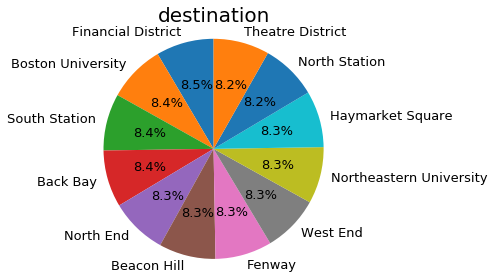 destination
Financial District
8.5%
Boston University
8.4%
South Station
8.4%
Back Bay
8.4%
North End
8.3%
Beacon Hill
8.3%
Fenway
8.3%
West End
8.3%
Northeastern University
8.3%
Haymarket Square
8.3%
North Station
8.2%
Theatre District
8.2%